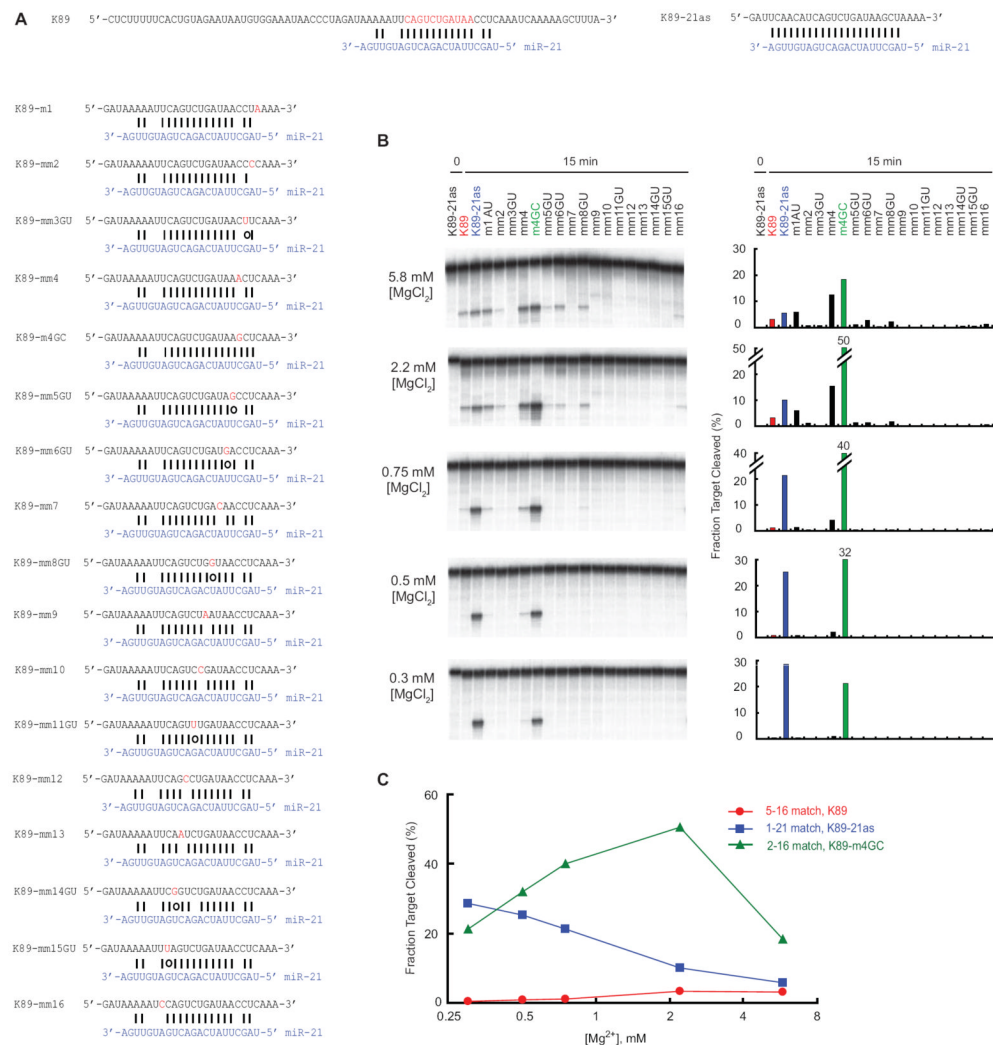 A
K89 5'-CUCUUUUUCACUGUAGAAUAAUGUGGAAAUAACCCUAGAUAAAAAUUCAGUCUGAUAACCUCAAAUCAAAAAGCUUUA-3'
3'-AGUUGUAGUCAGACUAUUCGAU-5' miR-21
K89-21as 5'-GAUUCAACAUCAGUCUGAUAAGCUAAAA-3'
3'-AGUUGUAGUCAGACUAUUCGAU-5'
miR-21
K89-m1 5'-GAUAAAAAUUCAGUCUGAUAACCUAAAA-3'
3'-AGUUGUAGUCAGACUAUUCGAU-5' miR-21
K89-mm2 5'-GAUAAAAAUUCAGUCUGAUAACCCCAAA-3'
3'-AGUUGUAGUCAGACUAUUCGAU-5' miR-21
K89-mm3GU 5'-GAUAAAAAUUCAGUCUGAUAACUUCAAA-3'
3'-AGUUGUAGUCAGACUAUUCGAU-5' miR-21
K89-mm4 5'-GAUAAAAAUUCAGUCUGAUAAACUCAAA-3'
3'-AGUUGUAGUCAGACUAUUCGAU-5' miR-21
K89-m4GC 5'-GAUAAAAAUUCAGUCUGAUAAGCUCAAA-3'
3'-AGUUGUAGUCAGACUAUUCGAU-5' miR-21
K89-mm5GU 5'-GAUAAAAAUUCAGUCUGAUAGCCUCAAA-3'
3'-AGUUGUAGUCAGACUAUUCGAU-5' miR-21
K89-mm6GU 5'-GAUAAAAAUUCAGUCUGAUGACCUCAAA-3'
3'-AGUUGUAGUCAGACUAUUCGAU-5' miR-21
K89-mm7 5'-GAUAAAAAUUCAGUCUGACAACCUCAAA-3'
3'-AGUUGUAGUCAGACUAUUCGAU-5' miR-21
K89-mm8GU 5'-GAUAAAAAUUCAGUCUGGUAACCUCAAA-3'
3'-AGUUGUAGUCAGACUAUUCGAU-5' miR-21
K89-mm9 5'-GAUAAAAAUUCAGUCUAAUAACCUCAAA-3'
3'-AGUUGUAGUCAGACUAUUCGAU-5' miR-21
K89-mm10 5'-GAUAAAAAUUCAGUCCGAUAACCUCAAA-3'
3'-AGUUGUAGUCAGACUAUUCGAU-5' miR-21
K89-mm11GU 5'-GAUAAAAAUUCAGUUUGAUAACCUCAAA-3'
3'-AGUUGUAGUCAGACUAUUCGAU-5' miR-21
K89-mm12 5'-GAUAAAAAUUCAGCCUGAUAACCUCAAA-3'
3'-AGUUGUAGUCAGACUAUUCGAU-5' miR-21
K89-mm13 5'-GAUAAAAAUUCAAUCUGAUAACCUCAAA-3'
3'-AGUUGUAGUCAGACUAUUCGAU-5' miR-21
K89-mm14GU 5'-GAUAAAAAUUCGGUCUGAUAACCUCAAA-3'
3'-AGUUGUAGUCAGACUAUUCGAU-5' miR-21
K89-mm15GU 5'-GAUAAAAAUUUAGUCUGAUAACCUCAAA-3'
3'-AGUUGUAGUCAGACUAUUCGAU-5' miR-21
K89-mm16 5'-GAUAAAAAUCCAGUCUGAUAACCUCAAA-3'
3'-AGUUGUAGUCAGACUAUUCGAU-5' miR-21
B
0 15 min
K89-21as K89 K89-21as m1AU mm2 mm3GU mm4 m4GC mm5GU mm6GU mm7 mm8GU mm9 mm10 mm11GU mm12 mm13 mm14GU mm15GU mm16
5.8 mM
[MgCl2]
2.2 mM
[MgCl2]
0.75 mM
[MgCl2]
0.5 mM
[MgCl2]
0.3 mM
[MgCl2]
0 15 min
K89-21as K89 K89-21as m1AU mm2 mm3GU mm4 m4GC mm5GU mm6GU mm7 mm8GU mm9 mm10 mm11GU mm12 mm13 mm14GU mm15GU mm16
Fraction Target Cleaved (%)
30
20
10
0
50
50
30
20
10
0
40
40
30
20
10
0
32
30
20
10
0
30
20
10
0
C
Fraction Target Cleaved (%)
60
40
20
0
0.25 0.5 1 2 4 8
[Mg2+], mM
5-16 match, K89
1-21 match, K89-21as
2-16 match, K89-m4GC